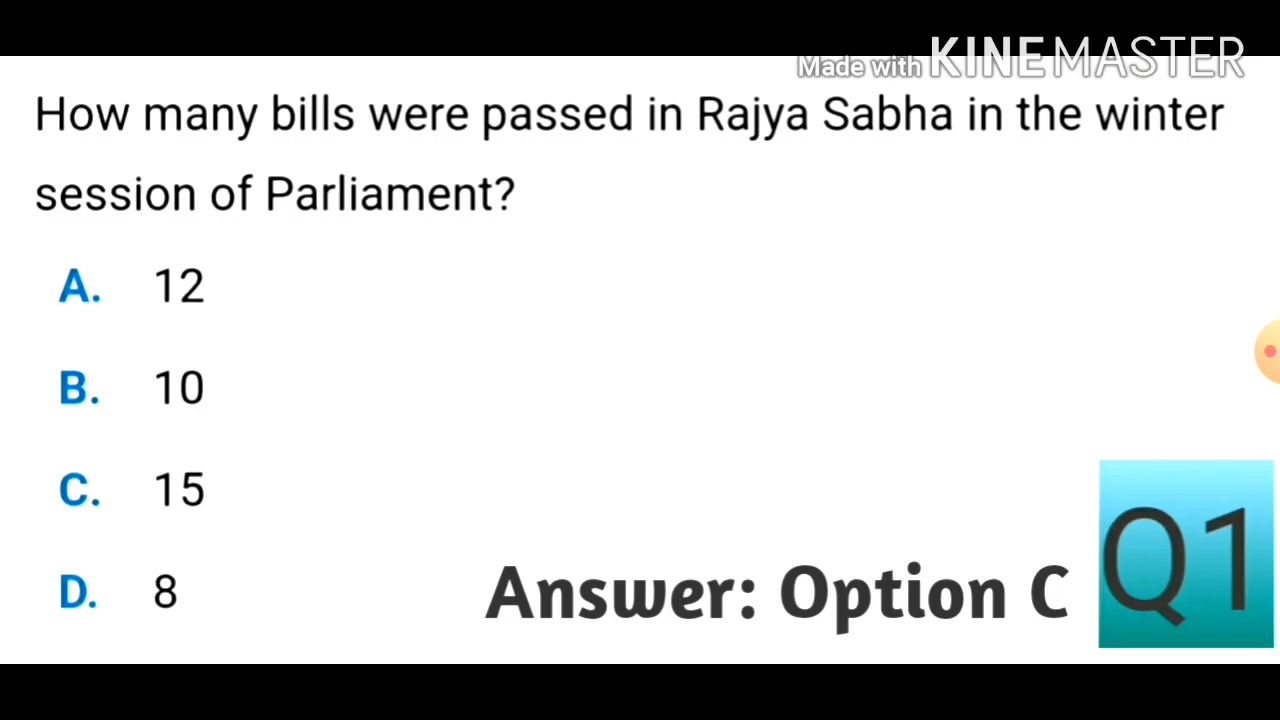 Made with KINEMASTER
How many bills were passed in Rajya Sabha in the winter
session of Parliament?
A. 12
B. 10
C. 15
D. 8
Answer: Option C
Q1